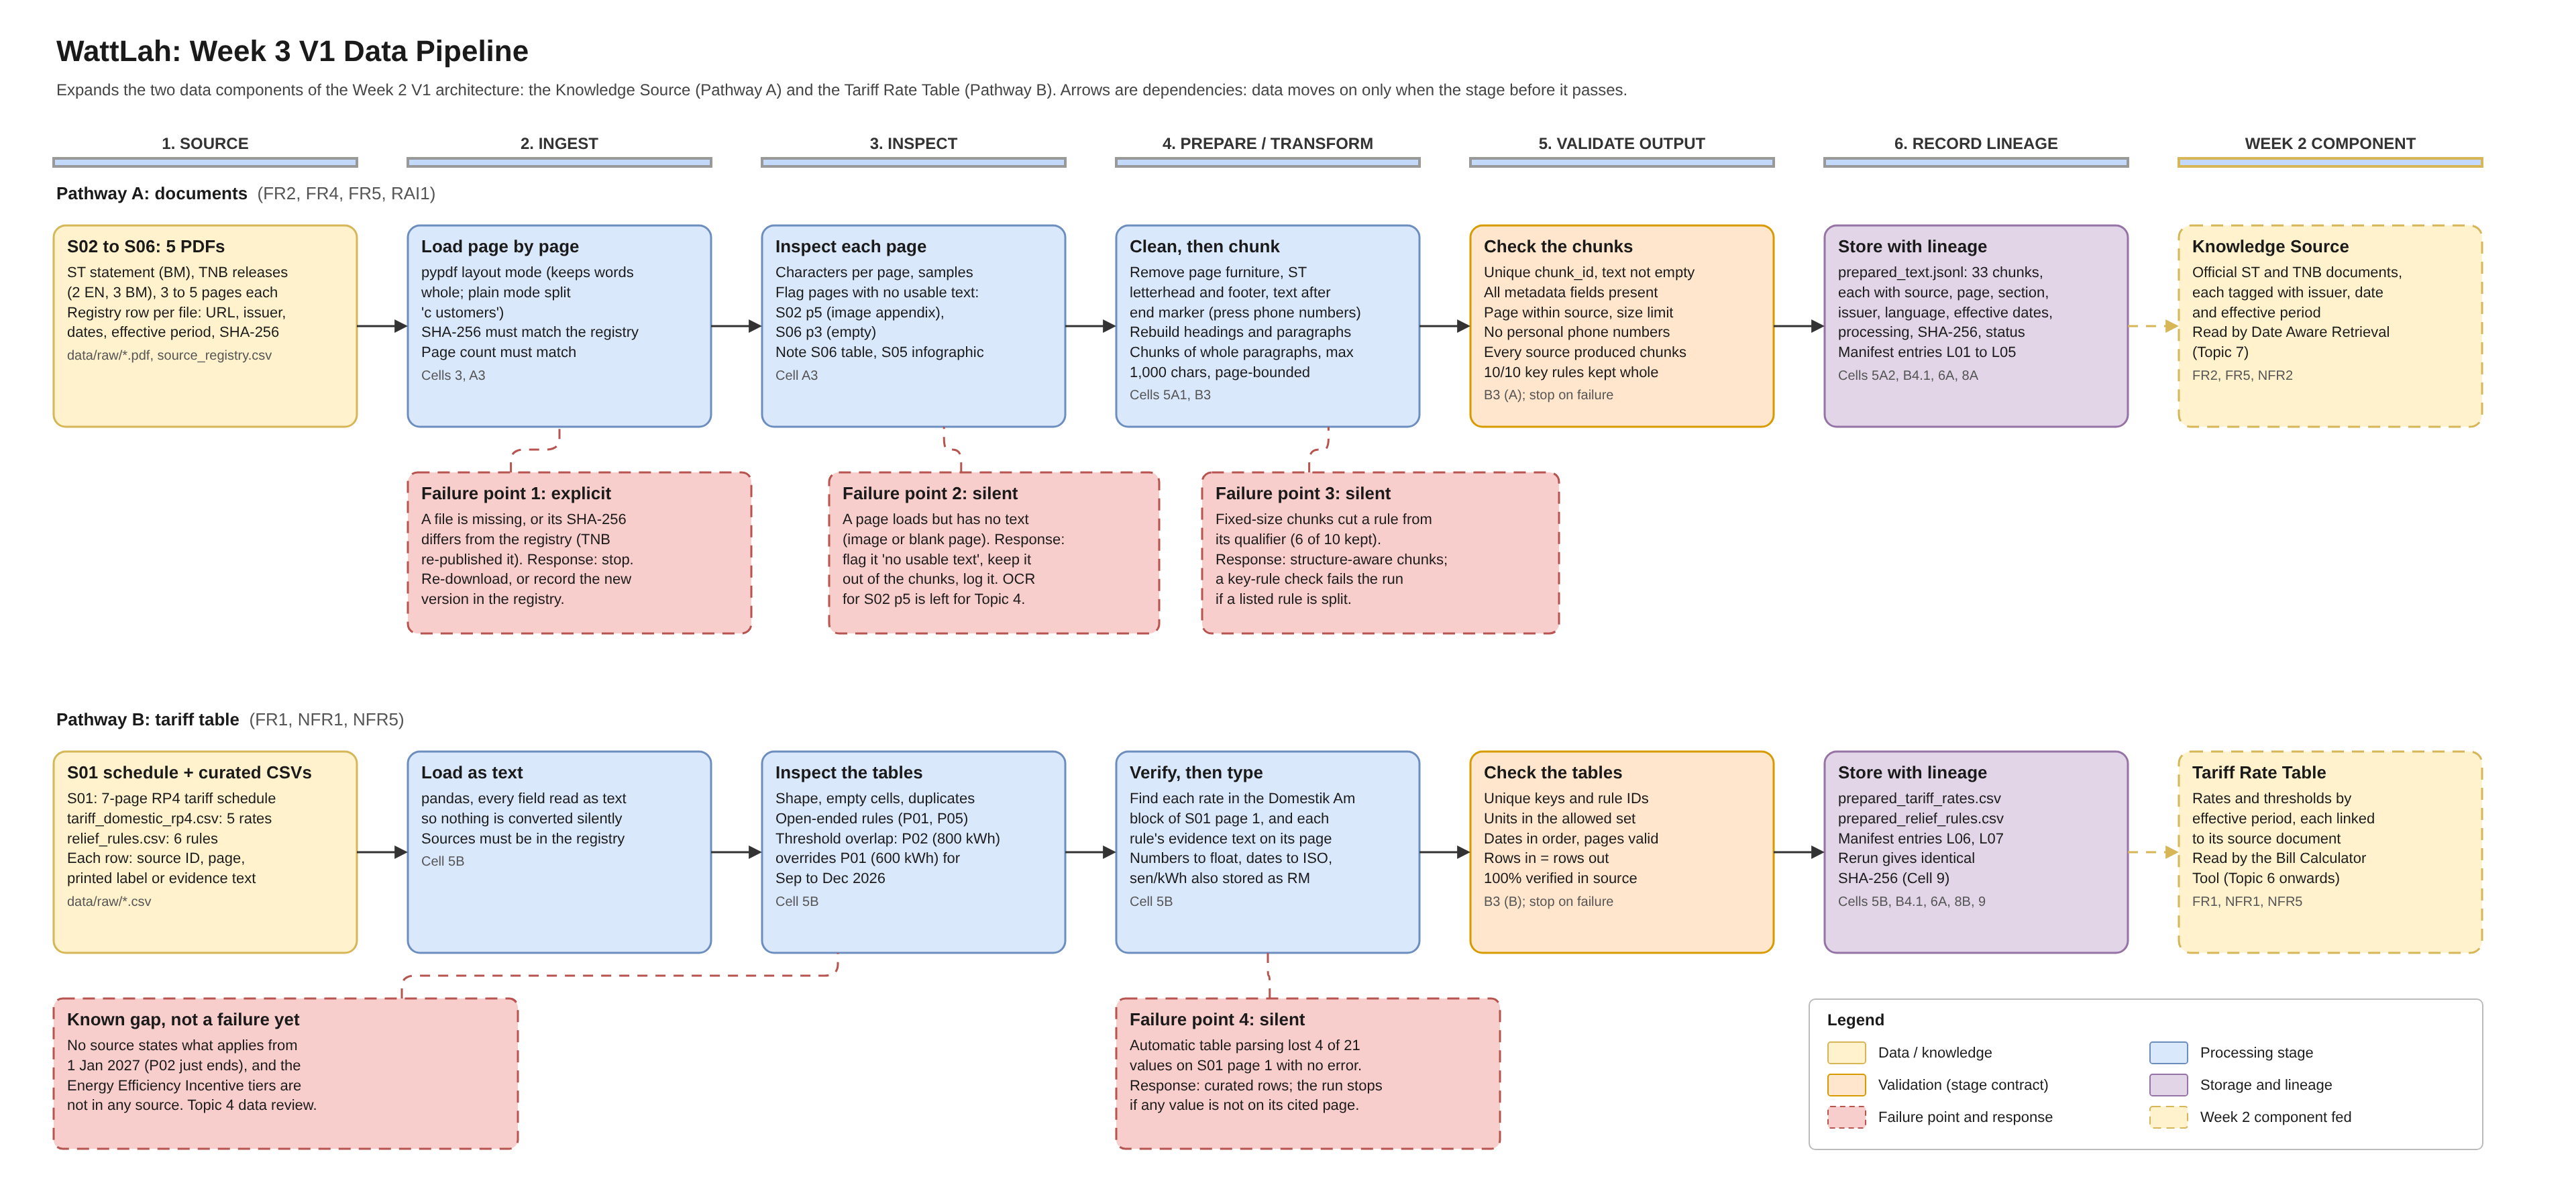 WattLah: Week 3 V1 Data Pipeline
Expands the two data components of the Week 2 V1 architecture: the Knowledge Source (Pathway A) and the Tariff Rate Table (Pathway B). Arrows are dependencies: data moves on only when the stage before it passes.
1. SOURCE
2. INGEST
3. INSPECT
4. PREPARE / TRANSFORM
5. VALIDATE OUTPUT
6. RECORD LINEAGE
WEEK 2 COMPONENT
Pathway A: documents (FR2, FR4, FR5, RAI1)
S02 to S06: 5 PDFs
ST statement (BM), TNB releases
(2 EN, 3 BM), 3 to 5 pages each
Registry row per file: URL, issuer,
dates, effective period, SHA-256
data/raw/*.pdf, source_registry.csv
Load page by page
pypdf layout mode (keeps words
whole; plain mode split
'c ustomers')
SHA-256 must match the registry
Page count must match
Cells 3, A3
Inspect each page
Characters per page, samples
Flag pages with no usable text:
S02 p5 (image appendix),
S06 p3 (empty)
Note S06 table, S05 infographic
Cell A3
Clean, then chunk
Remove page furniture, ST
letterhead and footer, text after
end marker (press phone numbers)
Rebuild headings and paragraphs
Chunks of whole paragraphs, max
1,000 chars, page-bounded
Cells 5A1, B3
Check the chunks
Unique chunk_id, text not empty
All metadata fields present
Page within source, size limit
No personal phone numbers
Every source produced chunks
10/10 key rules kept whole
B3 (A); stop on failure
Store with lineage
prepared_text.jsonl: 33 chunks,
each with source, page, section,
issuer, language, effective dates,
processing, SHA-256, status
Manifest entries L01 to L05
Cells 5A2, B4.1, 6A, 8A
Knowledge Source
Official ST and TNB documents,
each tagged with issuer, date
and effective period
Read by Date Aware Retrieval
(Topic 7)
FR2, FR5, NFR2
Failure point 1: explicit
A file is missing, or its SHA-256
differs from the registry (TNB
re-published it). Response: stop.
Re-download, or record the new
version in the registry.
Failure point 2: silent
A page loads but has no text
(image or blank page). Response:
flag it 'no usable text', keep it
out of the chunks, log it. OCR
for S02 p5 is left for Topic 4.
Failure point 3: silent
Fixed-size chunks cut a rule from
its qualifier (6 of 10 kept).
Response: structure-aware chunks;
a key-rule check fails the run
if a listed rule is split.
Pathway B: tariff table (FR1, NFR1, NFR5)
S01 schedule + curated CSVs
S01: 7-page RP4 tariff schedule
tariff_domestic_rp4.csv: 5 rates
relief_rules.csv: 6 rules
Each row: source ID, page,
printed label or evidence text
data/raw/*.csv
Load as text
pandas, every field read as text
so nothing is converted silently
Sources must be in the registry
Cell 5B
Inspect the tables
Shape, empty cells, duplicates
Open-ended rules (P01, P05)
Threshold overlap: P02 (800 kWh)
overrides P01 (600 kWh) for
Sep to Dec 2026
Cell 5B
Verify, then type
Find each rate in the Domestik Am
block of S01 page 1, and each
rule's evidence text on its page
Numbers to float, dates to ISO,
sen/kWh also stored as RM
Cell 5B
Check the tables
Unique keys and rule IDs
Units in the allowed set
Dates in order, pages valid
Rows in = rows out
100% verified in source
B3 (B); stop on failure
Store with lineage
prepared_tariff_rates.csv
prepared_relief_rules.csv
Manifest entries L06, L07
Rerun gives identical
SHA-256 (Cell 9)
Cells 5B, B4.1, 6A, 8B, 9
Tariff Rate Table
Rates and thresholds by
effective period, each linked
to its source document
Read by the Bill Calculator
Tool (Topic 6 onwards)
FR1, NFR1, NFR5
Known gap, not a failure yet
No source states what applies from
1 Jan 2027 (P02 just ends), and the
Energy Efficiency Incentive tiers are
not in any source. Topic 4 data review.
Failure point 4: silent
Automatic table parsing lost 4 of 21
values on S01 page 1 with no error.
Response: curated rows; the run stops
if any value is not on its cited page.
Legend
Data / knowledge
Processing stage
Validation (stage contract)
Storage and lineage
Failure point and response
Week 2 component fed